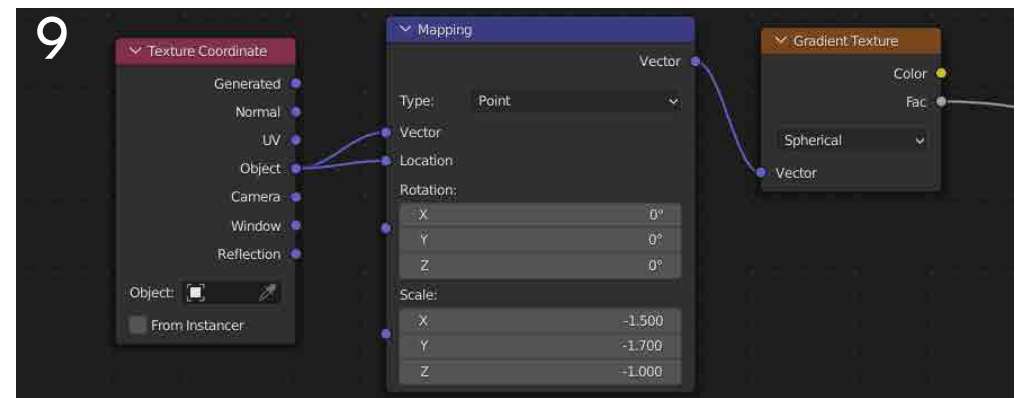 9
Texture Coordinate
Generated
Normal
UV
Object
Camera
Window
Reflection
Object:
From Instancer
Mapping
Vector
Type: Point
Vector
Location
Rotation:
X 0°
Y 0°
Z 0°
Scale:
X -1.500
Y -1.700
Z -1.000
Gradient Texture
Color
Fac
Spherical
Vector